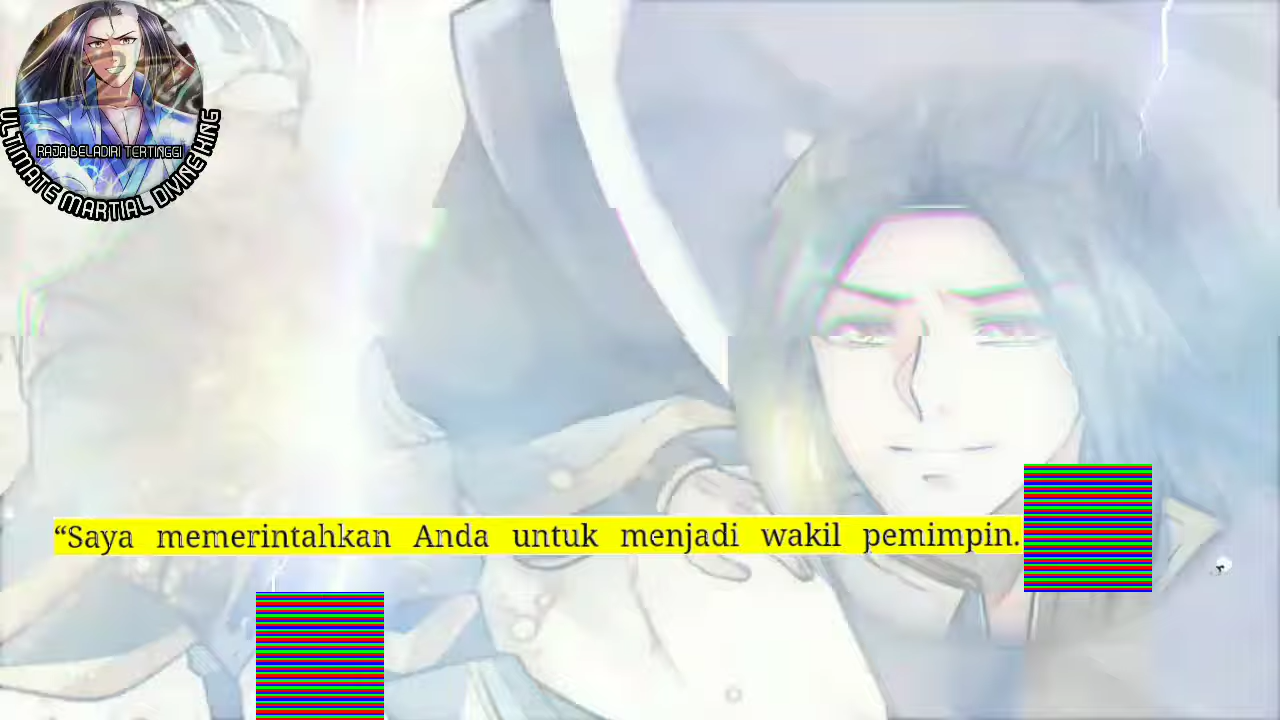 RAJA BELADIRI TERTINGGI
ULTIMATE MARTIAL DIVINE KING
“Saya memerintahkan Anda untuk menjadi wakil pemimpin.